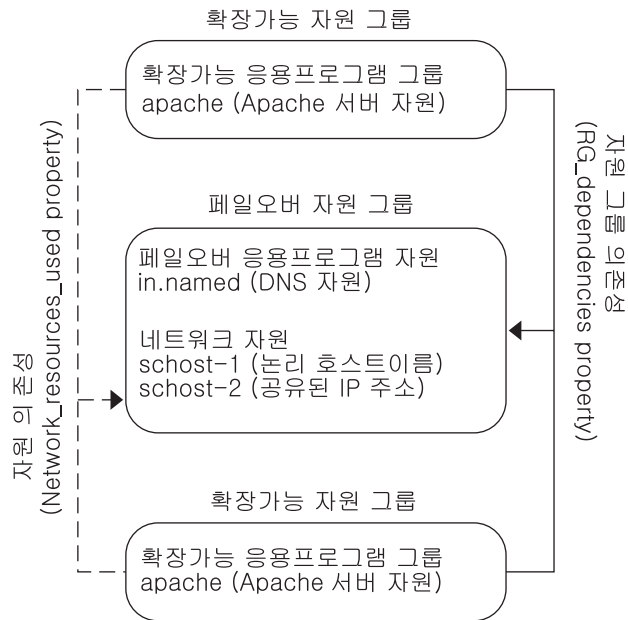 확장가능 자원 그룹
확장가능 응용프로그램 그룹
apache (Apache 서버 자원)
페일오버 자원 그룹
페일오버 응용프로그램 자원
in.named (DNS 자원)
네트워크 자원
schost-1 (논리 호스트이름)
schost-2 (공유된 IP 주소)
확장가능 자원 그룹
확장가능 응용프로그램 그룹
apache (Apache 서버 자원)
자원 의존성
(Network_resources_used property)
자원 그룹 의존성
(RG_dependencies property)